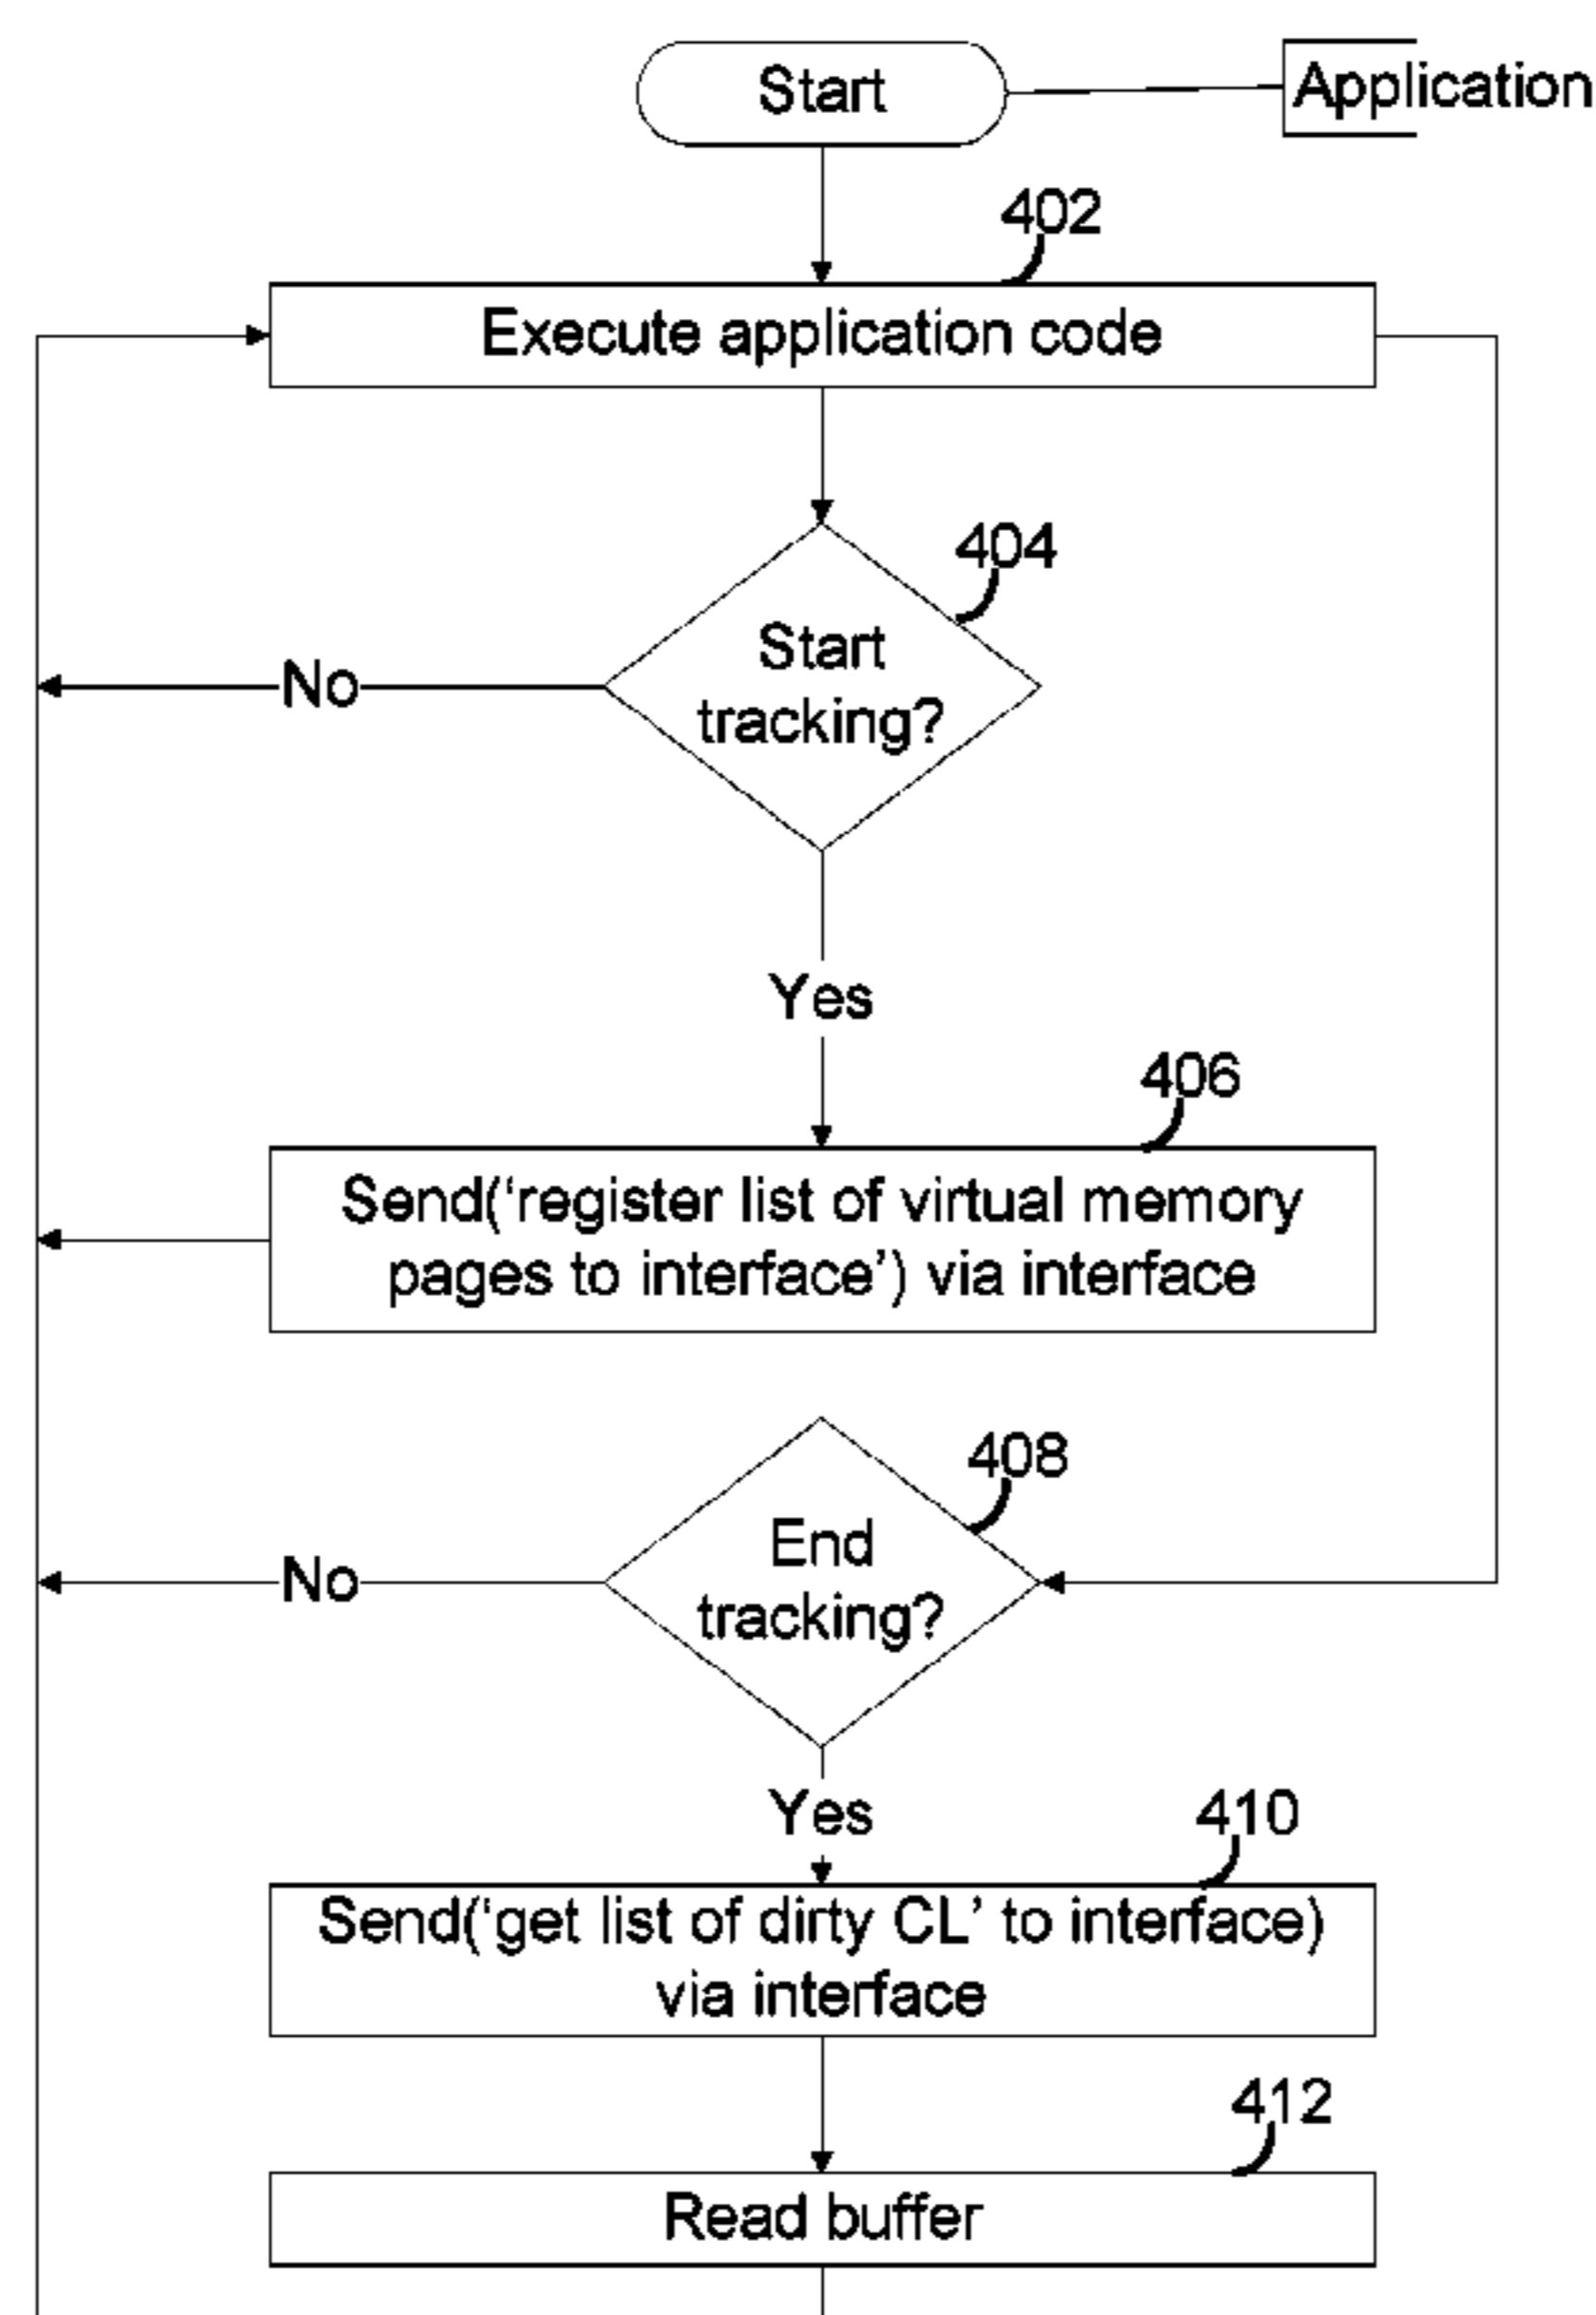 Start
Application
402
Execute application code
404
Start
tracking?
No
Yes
406
Send(‘register list of virtual memory
pages to interface’) via interface
408
End
tracking?
No
Yes
410
Send(‘get list of dirty CL’ to interface)
via interface
412
Read buffer